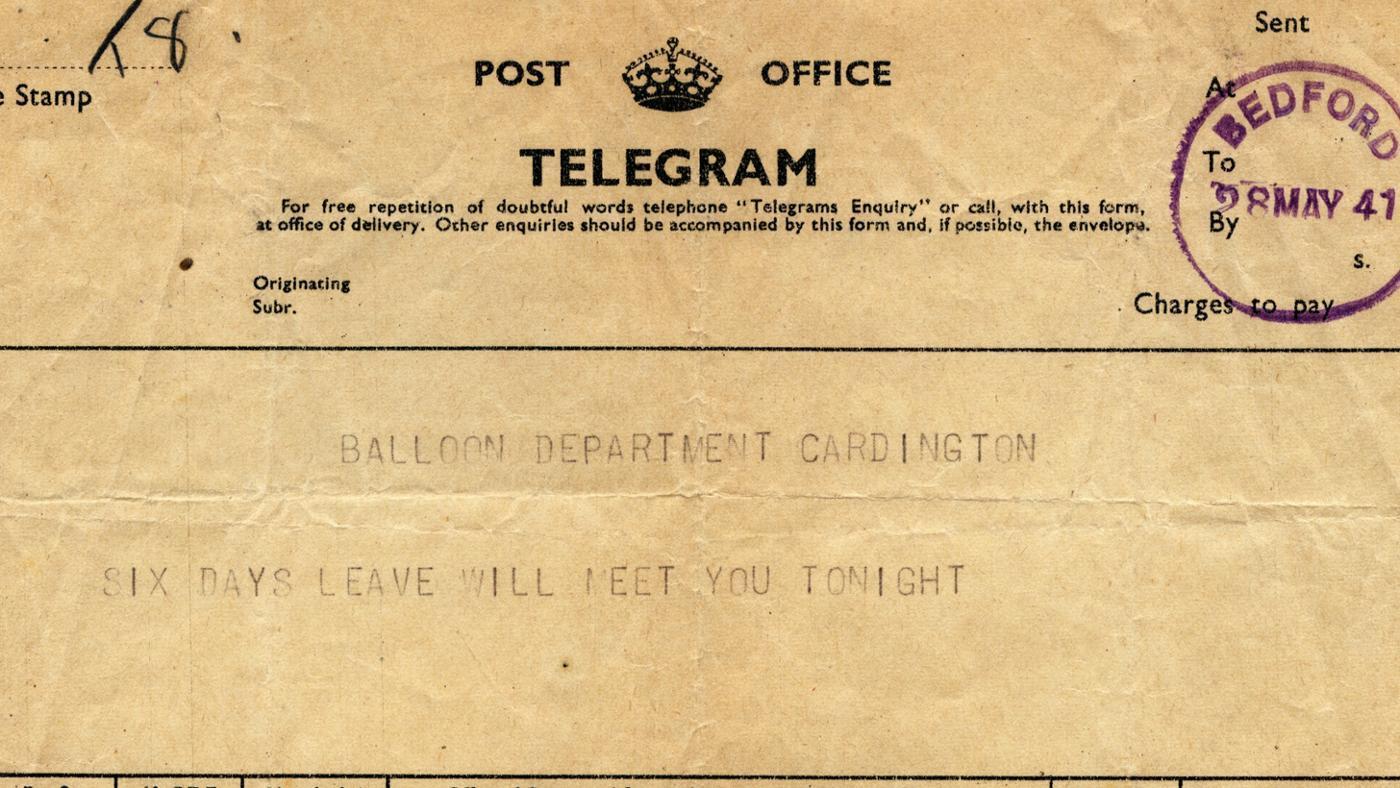 18
Sent
POST OFFICE
At
e Stamp
BEDFORD
TELEGRAM
To
28 MAY 41
For free repetition of doubtful words telephone "Telegrams Enquiry" or call, with this form,
at office of delivery. Other enquiries should be accompanied by this form and, if possible, the envelope.
By
s.
Originating
Subr.
Charges to pay
BALLOON DEPARTMENT CARDINGTON
SIX DAYS LEAVE WILL MEET YOU TONIGHT